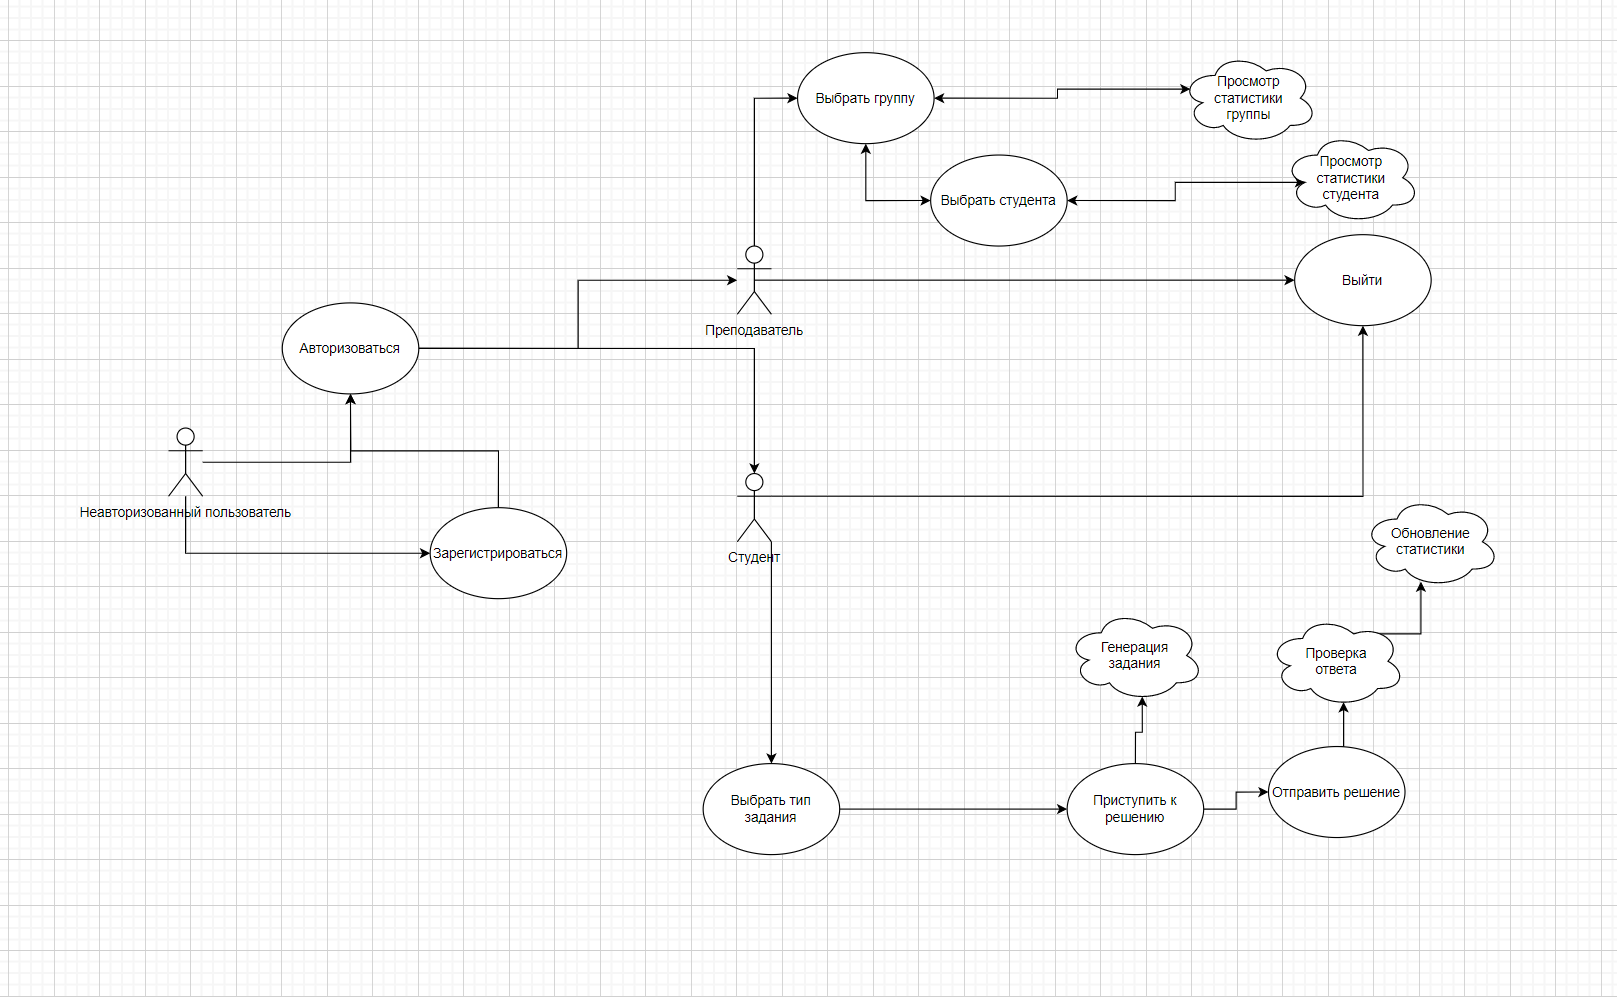 Выбрать группу
Просмотр
статистики
группы
Просмотр
статистики
студента
Выбрать студента
Выйти
Преподаватель
Авторизоваться
Неавторизованный пользователь
Зарегистрироваться
Студент
Обновление
статистики
Генерация
задания
Проверка
ответа
Выбрать тип
задания
Приступить к
решению
Отправить решение